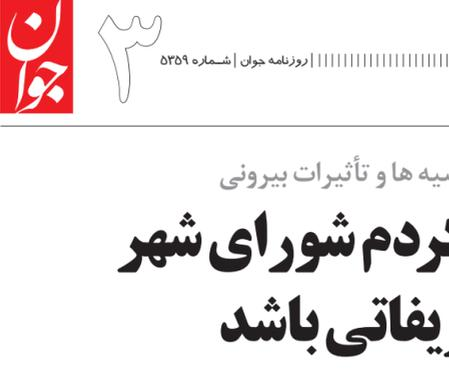 جوان
۳
| روزنامه جوان | شماره ۵۳۵۹
ها و تأثیرات بیرونی
شورای شهر
باشد